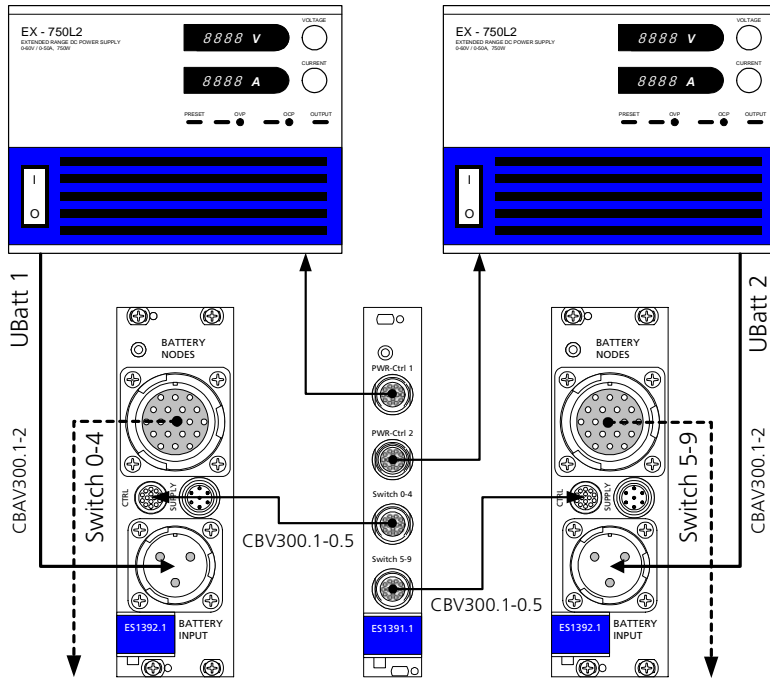 EX - 750L2
EXTENDED RANGE DC POWER SUPPLY
0-60V / 0-50A, 750W
8888 V
VOLTAGE
8888 A
CURRENT
PRESET OVP OCP OUTPUT
I
O
EX - 750L2
EXTENDED RANGE DC POWER SUPPLY
0-60V / 0-50A, 750W
8888 V
VOLTAGE
8888 A
CURRENT
PRESET OVP OCP OUTPUT
I
O
UBatt 1
CBAV300.1-2
Switch 0-4
BATTERY
NODES
CTRL
SUPPLY
ES1392.1
BATTERY
INPUT
CBV300.1-0.5
PWR-Ctrl 1
PWR-Ctrl 2
Switch 0-4
Switch 5-9
ES1391.1
CBV300.1-0.5
BATTERY
NODES
CTRL
SUPPLY
ES1392.1
BATTERY
INPUT
Switch 5-9
UBatt 2
CBAV300.1-2